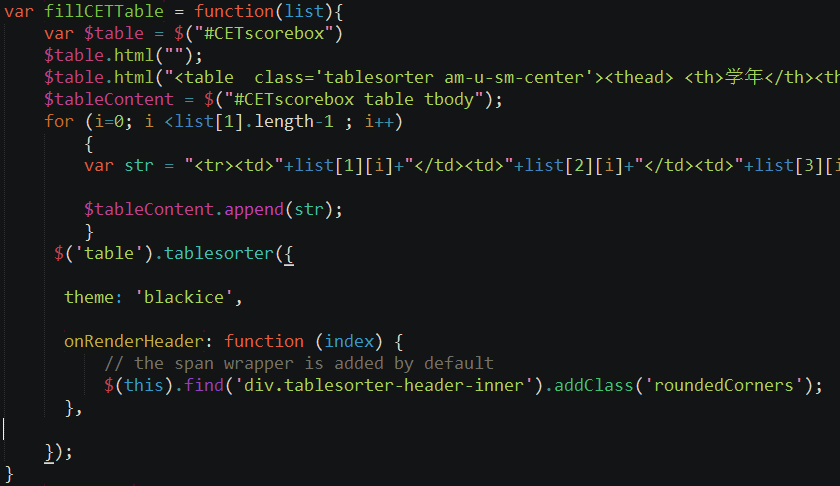 var fillCETTable = function(list){
var $table = $("#CETscorebox")
$table.html("");
$table.html("<table  class='tablesorter am-u-sm-center'><thead> <th>学年</th><th
$tableContent = $("#CETscorebox table tbody");
for (i=0; i <list[1].length-1 ; i++)
{
var str = "<tr><td>"+list[1][i]+"</td><td>"+list[2][i]+"</td><td>"+list[3][i
$tableContent.append(str);
}
$('table').tablesorter({
theme: 'blackice',
onRenderHeader: function (index) {
// the span wrapper is added by default
$(this).find('div.tablesorter-header-inner').addClass('roundedCorners');
},
});
}